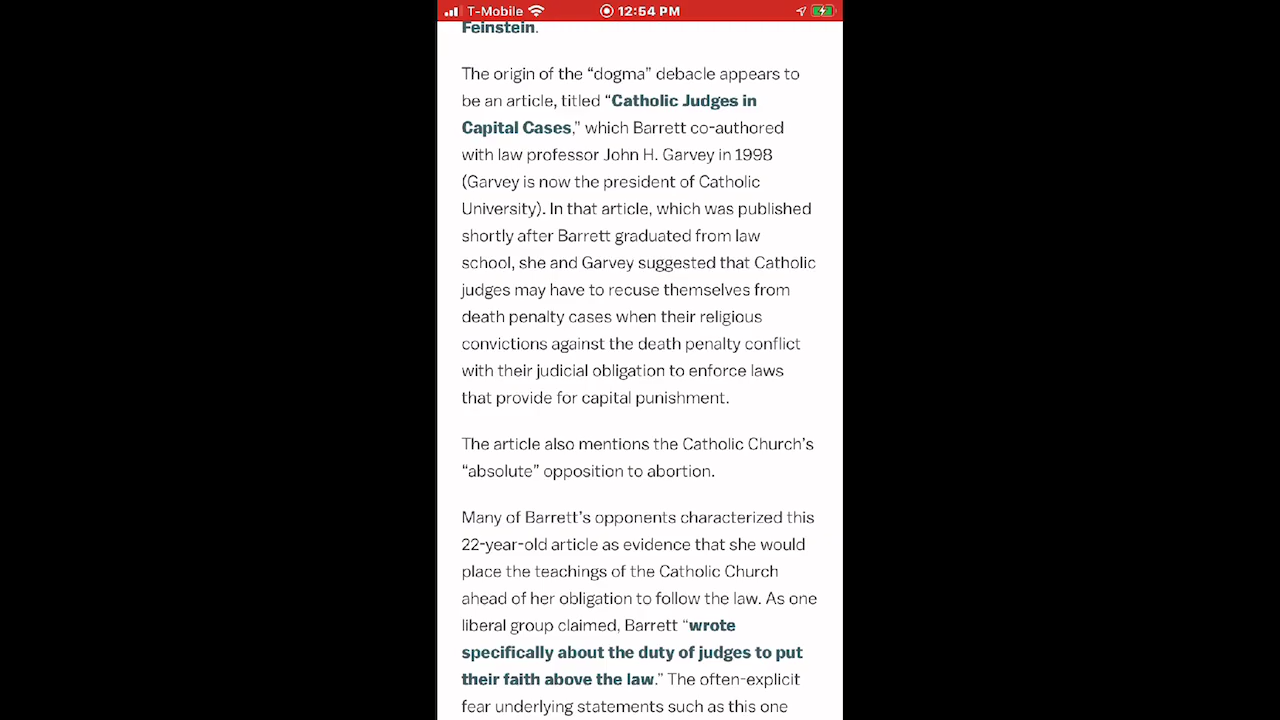 T-Mobile 12:54 PM
Feinstein.
The origin of the “dogma” debacle appears to
be an article, titled “Catholic Judges in
Capital Cases,” which Barrett co-authored
with law professor John H. Garvey in 1998
(Garvey is now the president of Catholic
University). In that article, which was published
shortly after Barrett graduated from law
school, she and Garvey suggested that Catholic
judges may have to recuse themselves from
death penalty cases when their religious
convictions against the death penalty conflict
with their judicial obligation to enforce laws
that provide for capital punishment.
The article also mentions the Catholic Church’s
“absolute” opposition to abortion.
Many of Barrett’s opponents characterized this
22-year-old article as evidence that she would
place the teachings of the Catholic Church
ahead of her obligation to follow the law. As one
liberal group claimed, Barrett “wrote
specifically about the duty of judges to put
their faith above the law.” The often-explicit
fear underlying statements such as this one